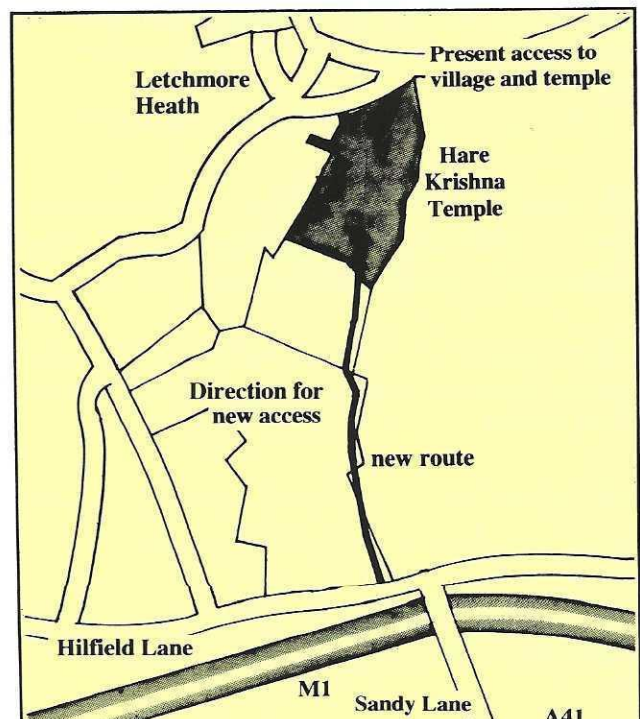 Letchmore
Heath
Present access to
village and temple
Hare
Krishna
Temple
Direction for
new access
new route
Hilfield Lane
M1
Sandy Lane
A41